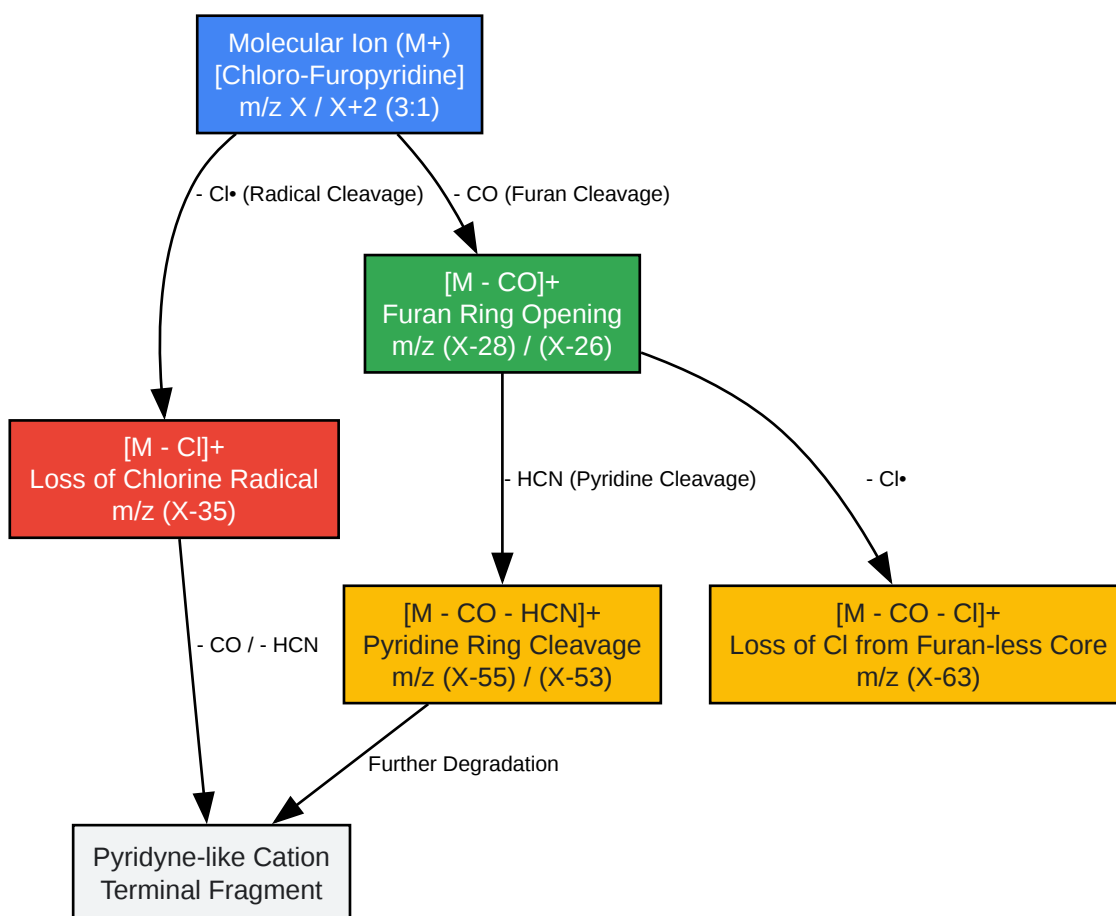 Molecular Ion (M+)
[Chloro-Furopyridine]
m/z X / X+2 (3:1)
- Cl• (Radical Cleavage)
- CO (Furan Cleavage)
[M - CO]+
Furan Ring Opening
m/z (X-28) / (X-26)
[M - Cl]+
Loss of Chlorine Radical
m/z (X-35)
- HCN (Pyridine Cleavage)
- Cl•
[M - CO - HCN]+
Pyridine Ring Cleavage
m/z (X-55) / (X-53)
[M - CO - Cl]+
Loss of Cl from Furan-less Core
m/z (X-63)
- CO / - HCN
Further Degradation
Pyridyne-like Cation
Terminal Fragment